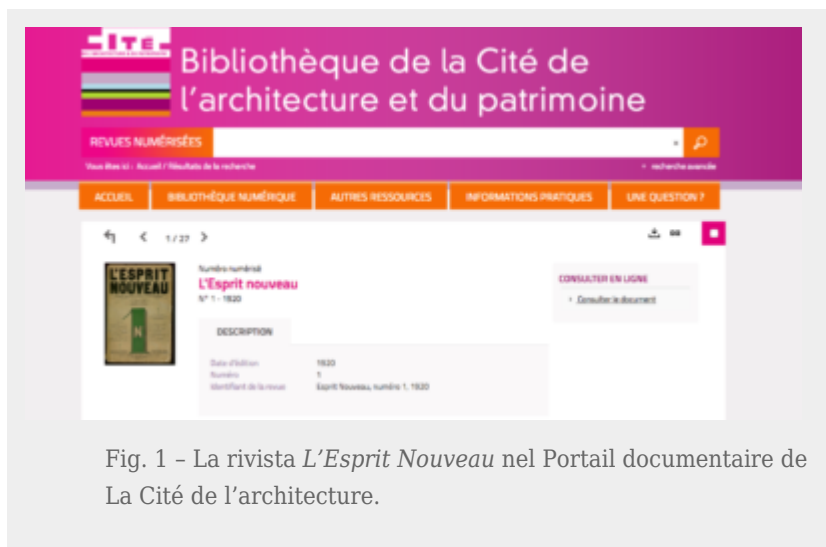 CITÉ
Bibliothèque de la Cité de
l'architecture et du patrimoine
REVUES NUMÉRISÉES
Vous êtes ici : Accueil / Résultats de la recherche
recherche avancée
ACCUEIL BIBLIOTHÈQUE NUMÉRIQUE AUTRES RESSOURCES INFORMATIONS PRATIQUES UNE QUESTION ?
1 / 27
L'ESPRIT
NOUVEAU
1
N
Numéro numérisé
L'Esprit nouveau
N° 1 - 1920
CONSULTER EN LIGNE
Consulter le document
DESCRIPTION
Date d'édition 1920
Numéro 1
Identifiant de la revue Esprit Nouveau, numéro 1, 1920
Fig. 1 – La rivista L'Esprit Nouveau nel Portail documentaire de
La Cité de l'architecture.